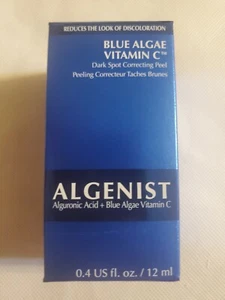 REDUCES THE LOOK OF DISCOLORATION
BLUE ALGAE
VITAMIN C™
Dark Spot Correcting Peel
Peeling Correcteur Taches Brunes
ALGENIST
Alguronic Acid + Blue Algae Vitamin C
0.4 US fl. oz. / 12 ml